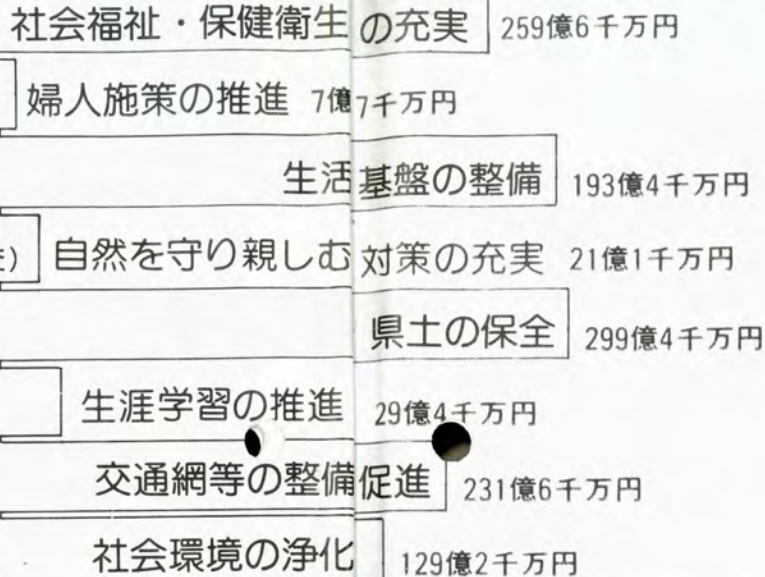 社会福祉・保健衛生の充実 259億6千万円
婦人施策の推進 7億7千万円
生活基盤の整備 193億4千万円
) 自然を守り親しむ対策の充実 21億1千万円
県土の保全 299億4千万円
生涯学習の推進 29億4千万円
交通網等の整備促進 231億6千万円
社会環境の浄化 129億2千万円